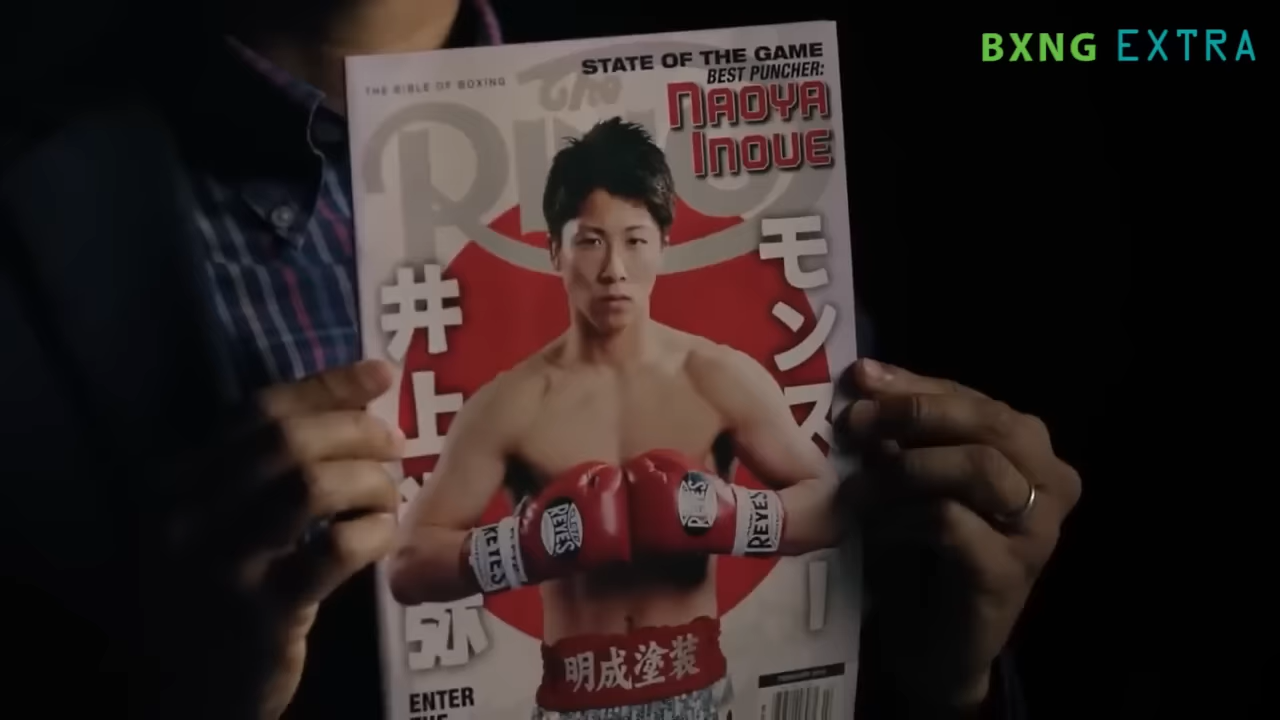 BXNG EXTRA
THE BIBLE OF BOXING
STATE OF THE GAME
BEST PUNCHER:
The
RING
NAOYA
INOUE
井上
弥
モンス
ー
REYES
REYES
REYES
REYES
明成塗装
ENTER
THE